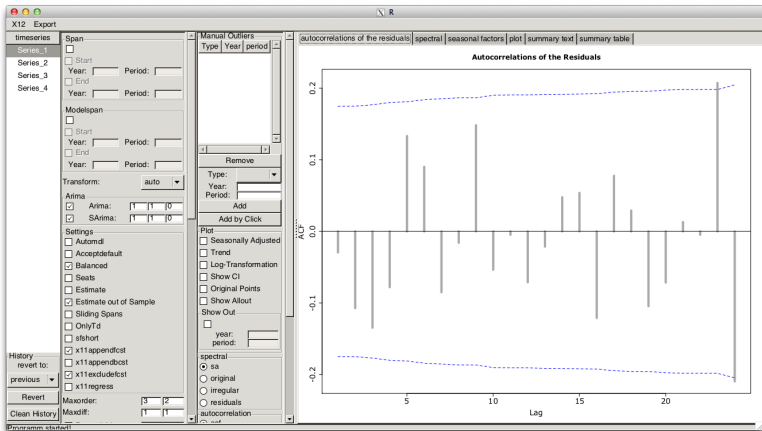 R
X12 Export
timeseries
Series_1
Series_2
Series_3
Series_4
History
revert to:
previous
Revert
Clean History
Programm started!
Span
Start
Year: Period:
End
Year: Period:
Modelspan
Start
Year: Period:
End
Year: Period:
Transform: auto
Arima
Arima: 1 1 0
SArima: 1 1 0
Settings
Automdl
Acceptdefault
Balanced
Seats
Estimate
Estimate out of Sample
Sliding Spans
OnlyTd
sfshort
x11appendfcst
x11appendbcst
x11excludefcst
x11regress
Maxorder: 3 2
Maxdiff: 1 1
Manual Outliers
Type Year period
Remove
Type:
Year:
Period:
Add
Add by Click
Plot
Seasonally Adjusted
Trend
Log-Transformation
Show CI
Original Points
Show Allout
Show Out
year:
period:
spectral
sa
original
irregular
residuals
autocorrelation
acf
autocorrelations of the residuals spectral seasonal factors plot summary text summary table
Autocorrelations of the Residuals
ACF
0.2
0.1
0.0
-0.1
-0.2
5 10 15 20
Lag